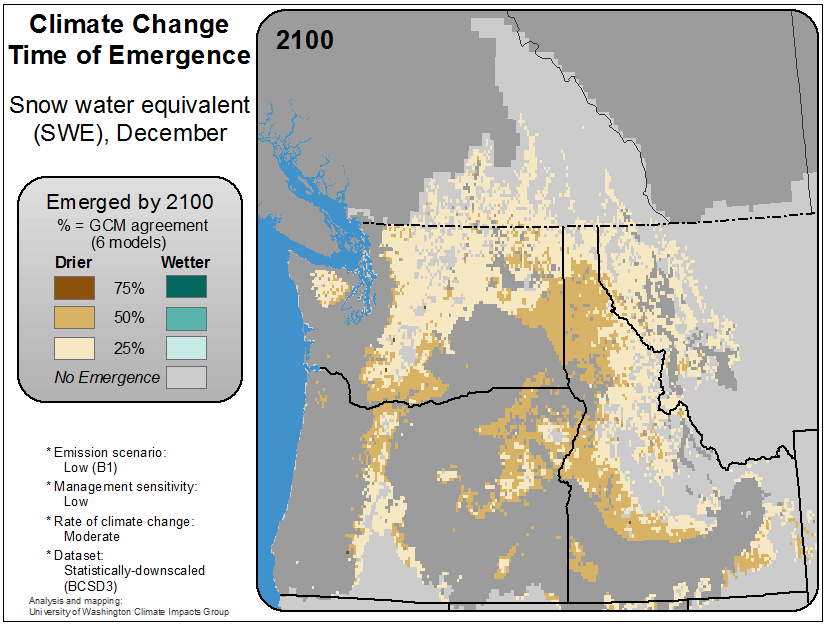 Climate Change
Time of Emergence
Snow water equivalent
(SWE), December
Emerged by 2100
% = GCM agreement
(6 models)
Drier Wetter
75%
50%
25%
No Emergence
* Emission scenario:
Low (B1)
* Management sensitivity:
Low
* Rate of climate change:
Moderate
* Dataset:
Statistically-downscaled
(BCSD3)
Analysis and mapping:
University of Washington Climate Impacts Group
2100